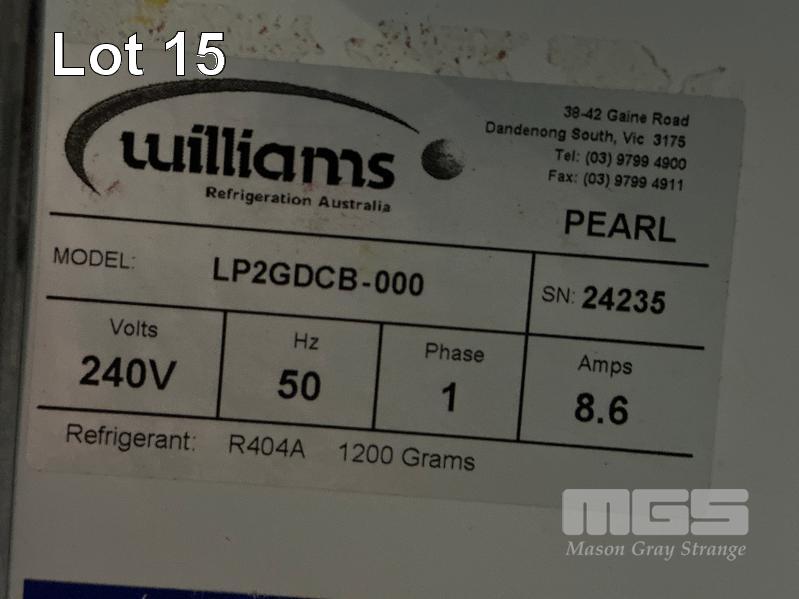 Lot 15
38-42 Gaine Road
Dandenong South, Vic 3175
Tel: (03) 9799 4900
Fax: (03) 9799 4911
williams
Refrigeration Australia
PEARL
MODEL: LP2GDCB-000 SN: 24235
Volts Hz Phase Amps
240V 50 1 8.6
Refrigerant: R404A 1200 Grams
MGS
Mason Gray Strange